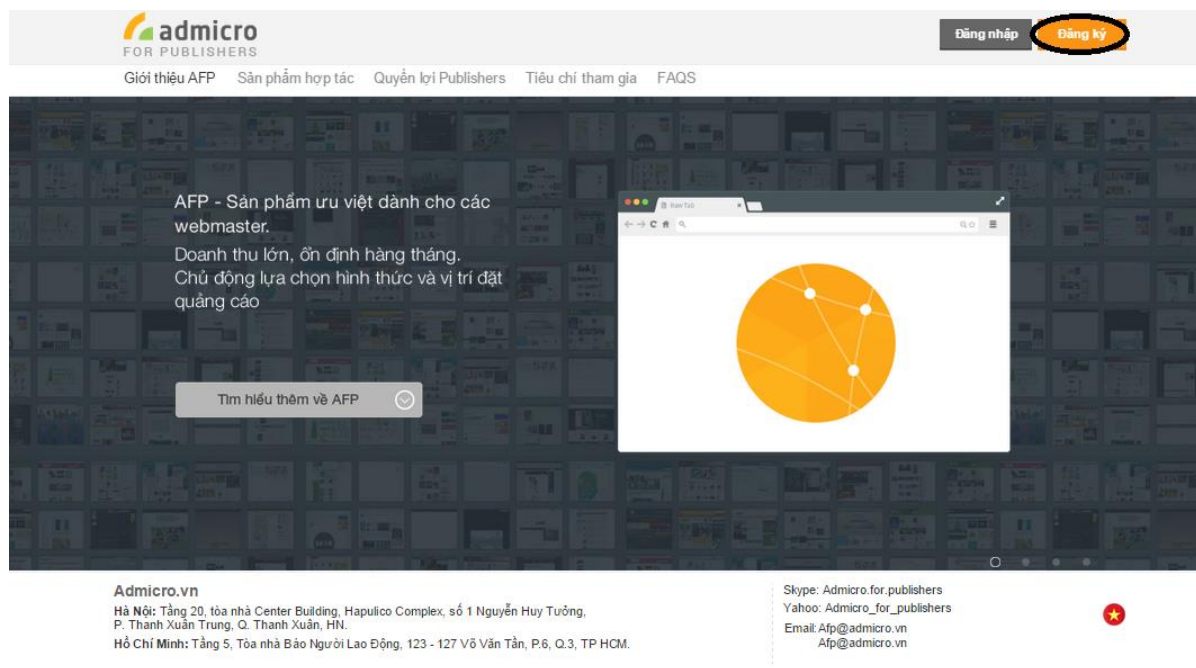 admicro
FOR PUBLISHERS
Đăng nhập
Đăng ký
Giới thiệu AFP
Sản phẩm hợp tác
Quyền lợi Publishers
Tiêu chí tham gia
FAQS
AFP - Sản phẩm ưu việt dành cho các
webmaster.
Doanh thu lớn, ổn định hàng tháng.
Chủ động lựa chọn hình thức và vị trí đặt
quảng cáo
New Tab
Tìm hiểu thêm về AFP
Admicro.vn
Hà Nội: Tầng 20, tòa nhà Center Building, Hapulico Complex, số 1 Nguyễn Huy Tưởng,
P. Thanh Xuân Trung, Q. Thanh Xuân, HN.
Hồ Chí Minh: Tầng 5, Tòa nhà Báo Người Lao Động, 123 - 127 Võ Văn Tần, P.6, Q.3, TP HCM.
Skype: Admicro.for.publishers
Yahoo: Admicro_for_publishers
Email: Afp@admicro.vn
Afp@admicro.vn